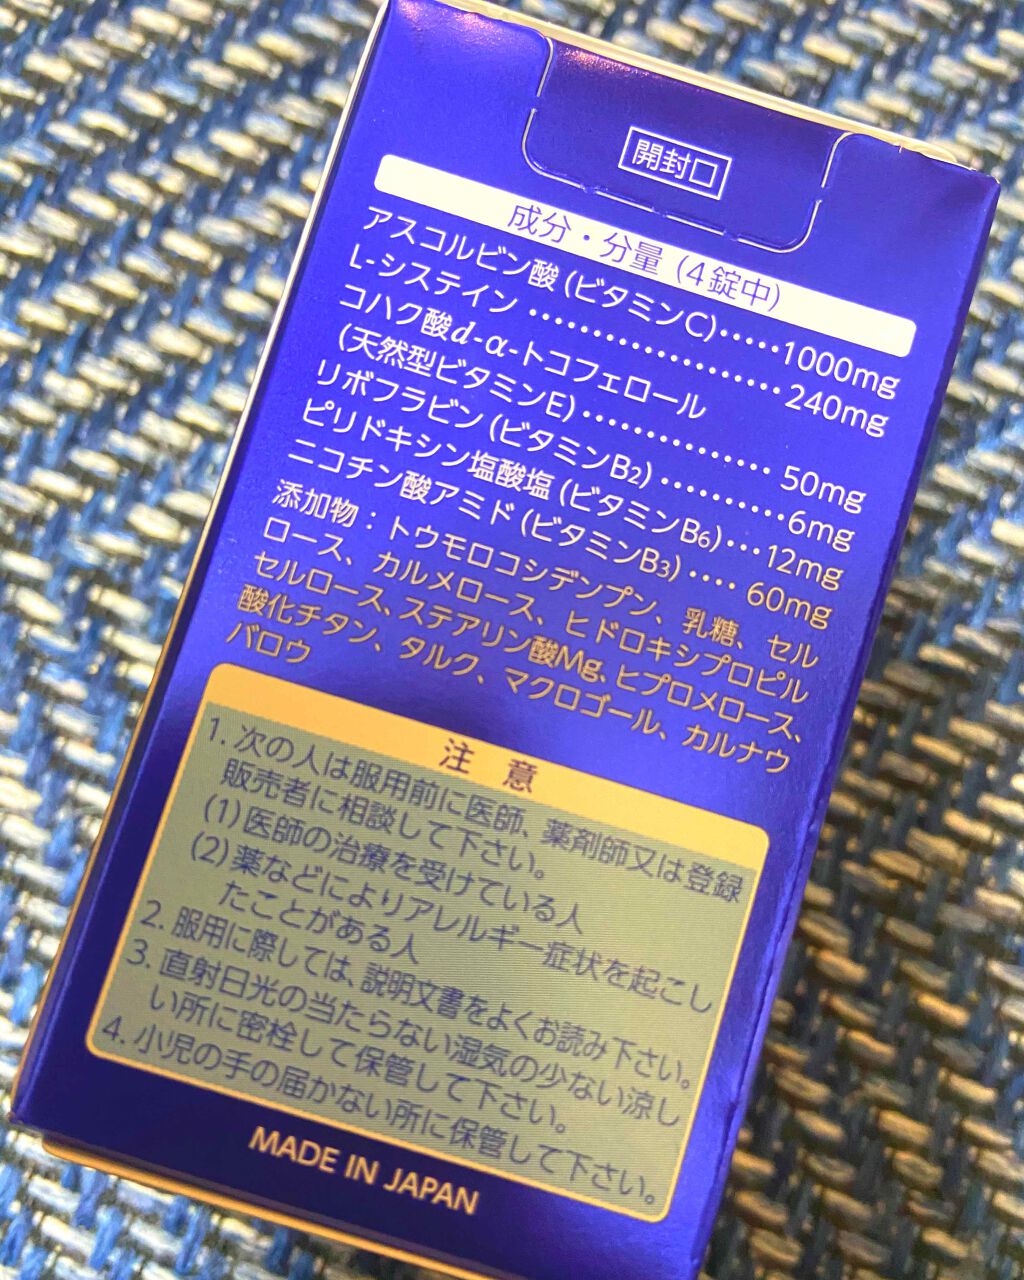 開封口
成分・分量 (4錠中)
アスコルビン酸 (ビタミンC)・・・・・1000mg
L-システイン ・・・・・・・・・・・・・・・・・・・・240mg
コハク酸d-α-トコフェロール
(天然型ビタミンE)・・・・・・・・・・・・・・・ 50mg
リボフラビン (ビタミンB2) ・・・・・・・・・・6mg
ピリドキシン塩酸塩 (ビタミンB6)・・・12mg
ニコチン酸アミド (ビタミンB3) ・・・・ 60mg
添加物：トウモロコシデンプン、乳糖、セル
ロース、カルメロース、ヒドロキシプロピル
セルロース、ステアリン酸Mg、ヒプロメロース、
酸化チタン、タルク、マクロゴール、カルナウ
バロウ
注 意
1. 次の人は服用前に医師、薬剤師又は登録
販売者に相談して下さい。
(1) 医師の治療を受けている人
(2) 薬などによりアレルギー症状を起こし
たことがある人
2. 服用に際しては、説明文書をよくお読み下さい。
3. 直射日光の当たらない湿気の少ない涼し
い所に密栓して保管して下さい。
4. 小児の手の届かない所に保管して下さい。
MADE IN JAPAN